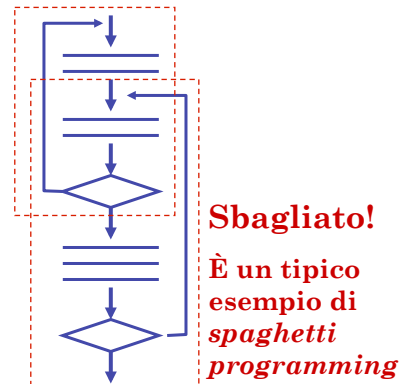 Sbagliato!
È un tipico
esempio di
spaghetti
programming